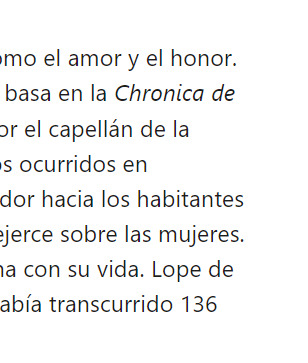 omo el amor y el honor.
basa en la Chronica de
or el capellán de la
os ocurridos en
dor hacia los habitantes
ejerce sobre las mujeres.
na con su vida. Lope de
abía transcurrido 136